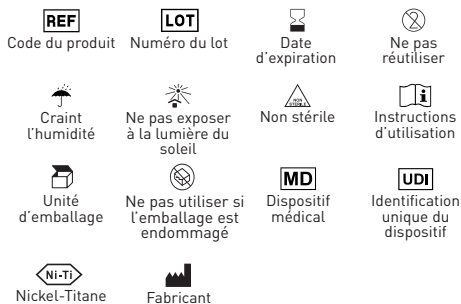 REF
LOT
2
Code du produit
Numéro du lot
Date
d'expiration
Ne pas
réutiliser
NON
STERILE
i
Craint
l'humidité
Ne pas exposer
à la lumière du
soleil
Non stérile
Instructions
d'utilisation
MD
UDI
Unité
d'emballage
Ne pas utiliser si
l'emballage est
endommagé
Dispositif
médical
Identification
unique du
dispositif
Ni-Ti
Nickel-Titane
Fabricant